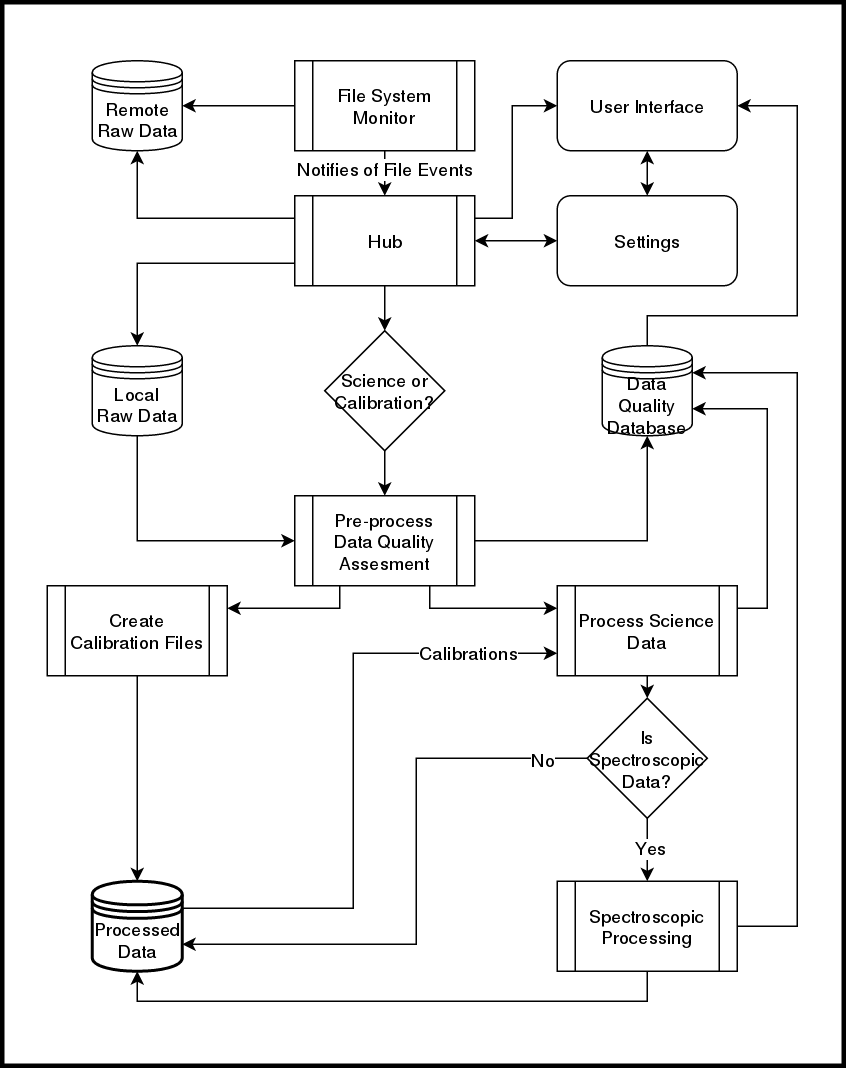 Remote
Raw Data
File System
Monitor
User Interface
Notifies of File Events
Hub
Settings
Local
Raw Data
Science or
Calibration?
Data
Quality
Database
Pre-process
Data Quality
Assesment
Create
Calibration Files
Process Science
Data
Calibrations
Is
Spectroscopic
Data?
No
Yes
Processed
Data
Spectroscopic
Processing